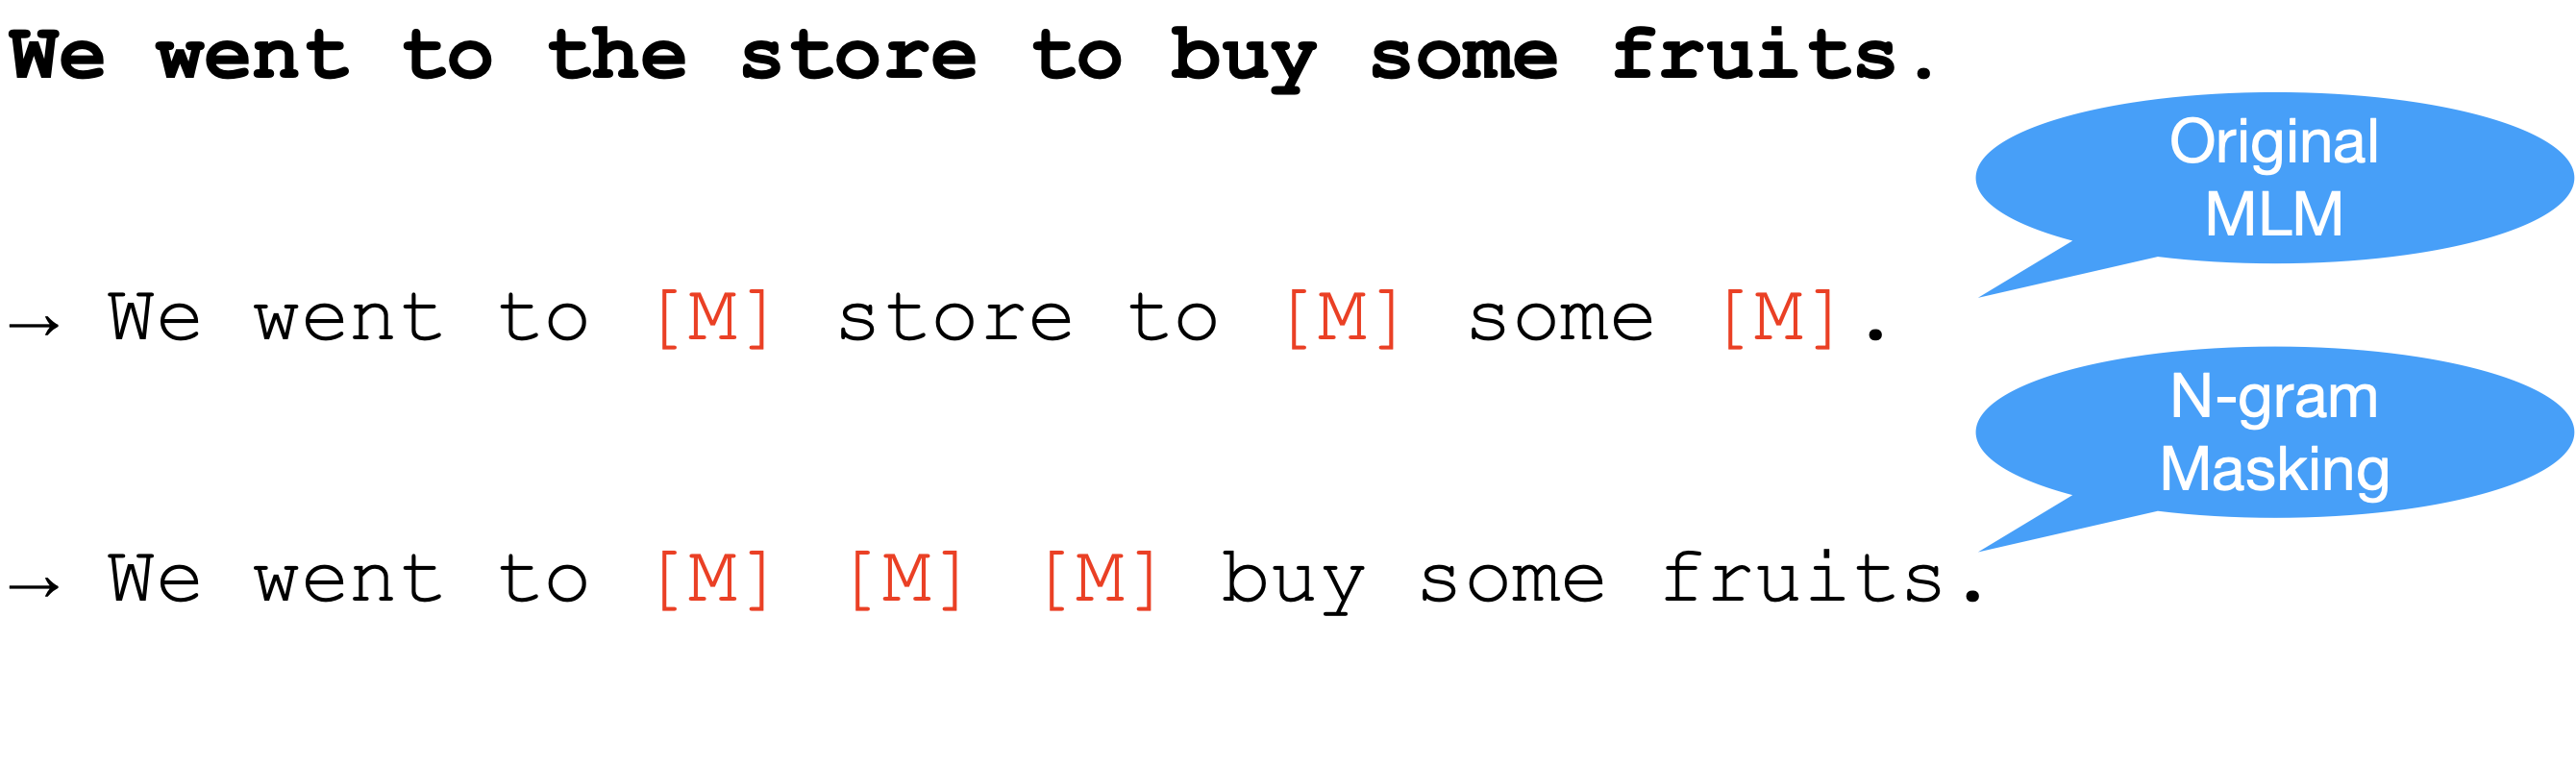 We went to the store to buy some fruits.
Original
MLM
→ We went to [M] store to [M] some [M].
N-gram
Masking
→ We went to [M] [M] [M] buy some fruits.